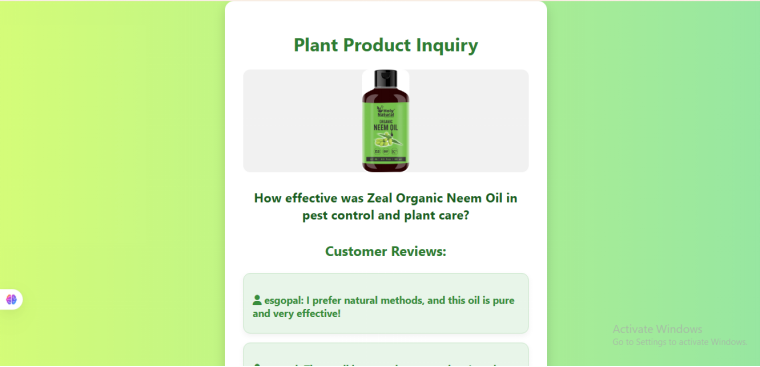 Plant Product Inquiry
Natural
ORGANIC
NEEM OIL
How effective was Zeal Organic Neem Oil in
pest control and plant care?
Customer Reviews:
esgopal: I prefer natural methods, and this oil is pure
and very effective!
Activate Windows
Go to Settings to activate Windows.